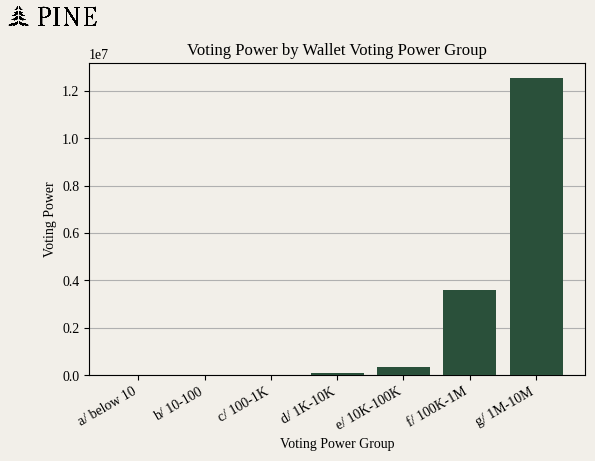 PINE
Voting Power by Wallet Voting Power Group
1e7
1.2
1.0
0.8
0.6
0.4
0.2
0.0
Voting Power
a/ below 10
b/ 10-100
c/ 100-1K
d/ 1K-10K
e/ 10K-100K
f/ 100K-1M
g/ 1M-10M
Voting Power Group